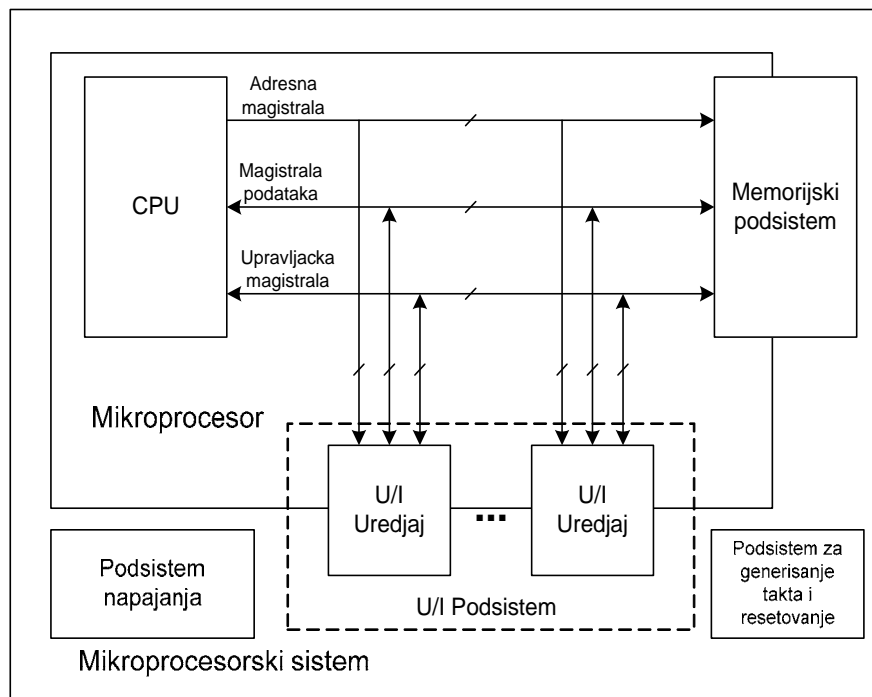 Adresna
magistrala
CPU
Magistrala
podataka
Memorijski
podsistem
Upravljacka
magistrala
Mikroprocesor
U/I
Uredjaj
...
U/I
Uredjaj
Podsistem
napajanja
U/I Podsistem
Podsistem za
generisanje
takta i
resetovanje
Mikroprocesorski sistem